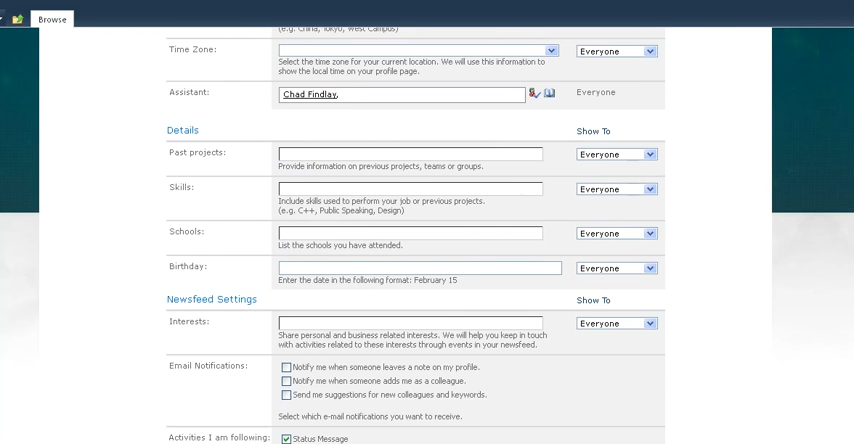 Browse
(e.g. China, Tokyo, West Campus)
Time Zone:
Everyone
Select the time zone for your current location. We will use this information to
show the local time on your profile page.
Assistant:
Chad Findlay,
Everyone
Details
Show To
Past projects:
Everyone
Provide information on previous projects, teams or groups.
Skills:
Everyone
Include skills used to perform your job or previous projects.
(e.g. C++, Public Speaking, Design)
Schools:
Everyone
List the schools you have attended.
Birthday:
Everyone
Enter the date in the following format: February 15
Newsfeed Settings
Show To
Interests:
Everyone
Share personal and business related interests. We will help you keep in touch
with activities related to these interests through events in your newsfeed.
Email Notifications:
Notify me when someone leaves a note on my profile.
Notify me when someone adds me as a colleague.
Send me suggestions for new colleagues and keywords.
Select which e-mail notifications you want to receive.
Activities I am following:
Status Message